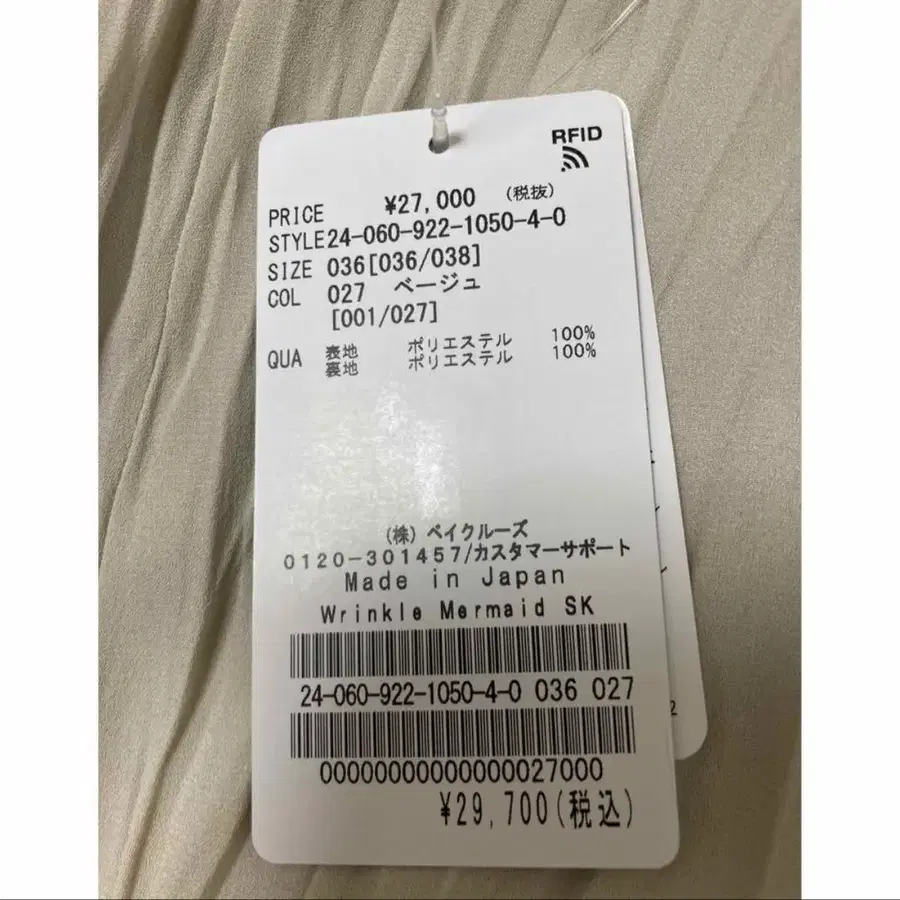 RFID
PRICE ¥27,000 (税抜)
STYLE 24-060-922-1050-4-0
SIZE 036[036/038]
COL 027 ベージュ
[001/027]
QUA 表地 ポリエステル 100%
裏地 ポリエステル 100%
(株) ベイクルーズ
0120-301457/カスタマーサポート
Made in Japan
Wrinkle Mermaid SK
24-060-922-1050-4-0 036 027
00000000000000027000
¥29,700(税込)
2